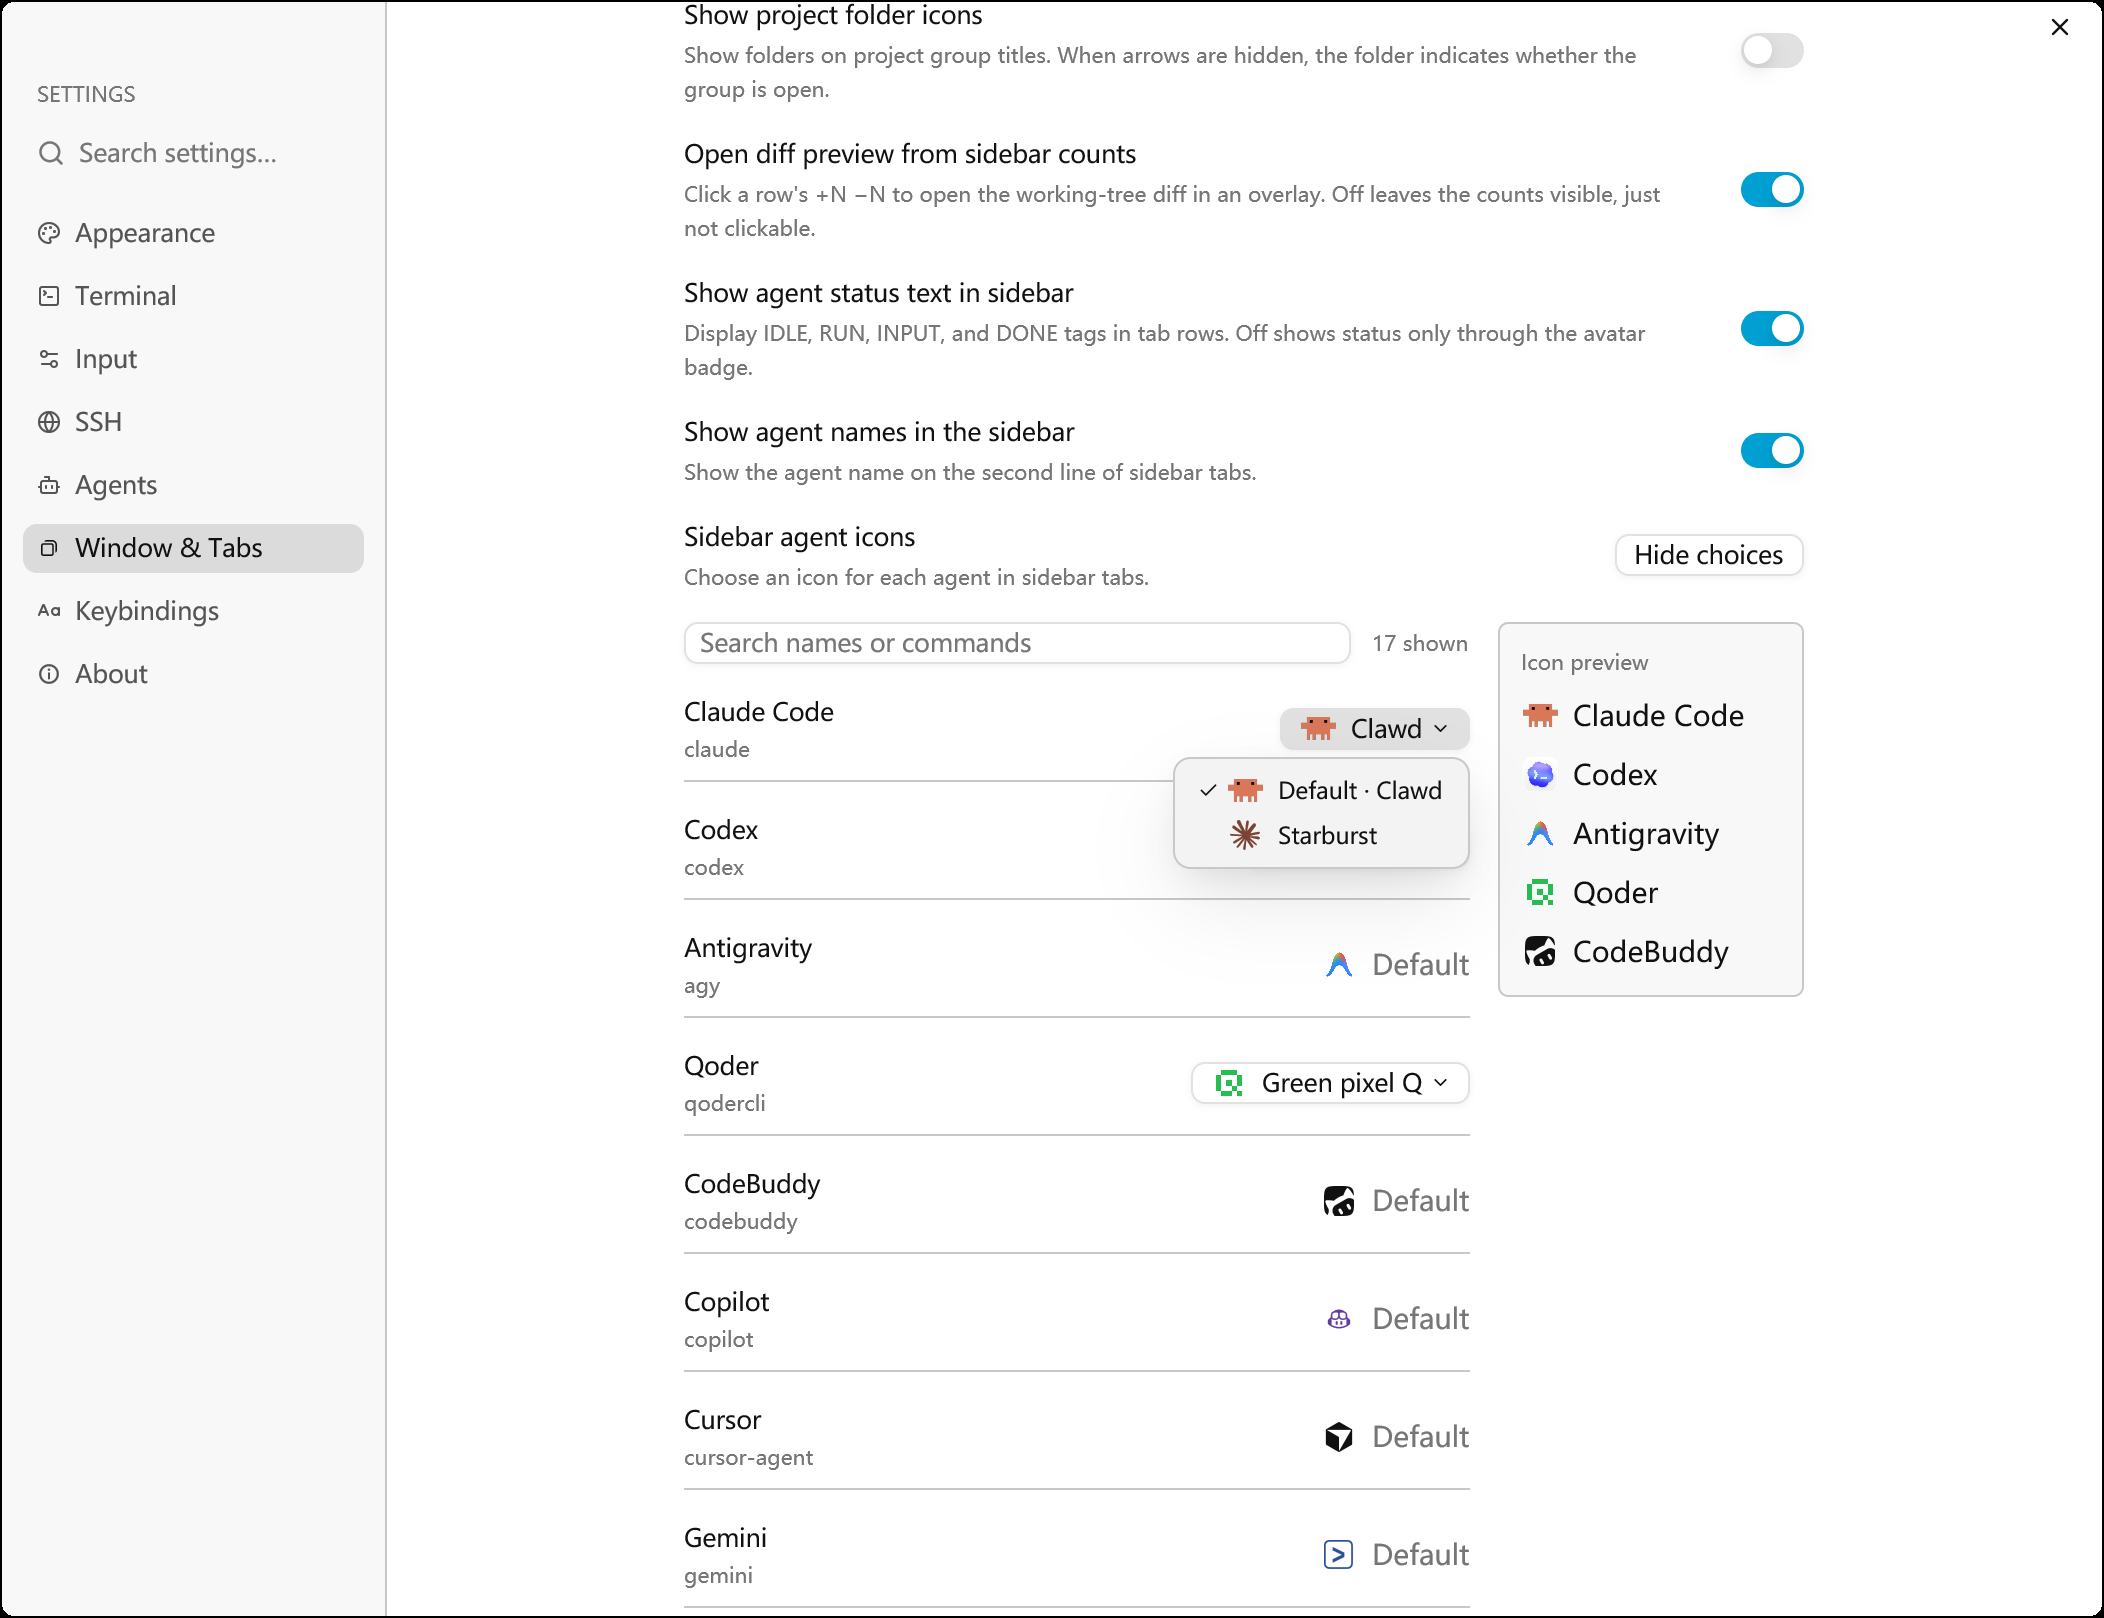 SETTINGS
Search settings...
Appearance
Terminal
Input
SSH
Agents
Window & Tabs
Aa Keybindings
About
Show project folder icons
Show folders on project group titles. When arrows are hidden, the folder indicates whether the
group is open.
Open diff preview from sidebar counts
Click a row's +N −N to open the working-tree diff in an overlay. Off leaves the counts visible, just
not clickable.
Show agent status text in sidebar
Display IDLE, RUN, INPUT, and DONE tags in tab rows. Off shows status only through the avatar
badge.
Show agent names in the sidebar
Show the agent name on the second line of sidebar tabs.
Sidebar agent icons
Choose an icon for each agent in sidebar tabs.
Hide choices
Search names or commands
17 shown
Claude Code
claude
Clawd
Default · Clawd
Starburst
Codex
codex
Antigravity
agy
Default
Qoder
qodercli
Green pixel Q
CodeBuddy
codebuddy
Default
Copilot
copilot
Default
Cursor
cursor-agent
Default
Gemini
gemini
Default
Icon preview
Claude Code
Codex
Antigravity
Qoder
CodeBuddy